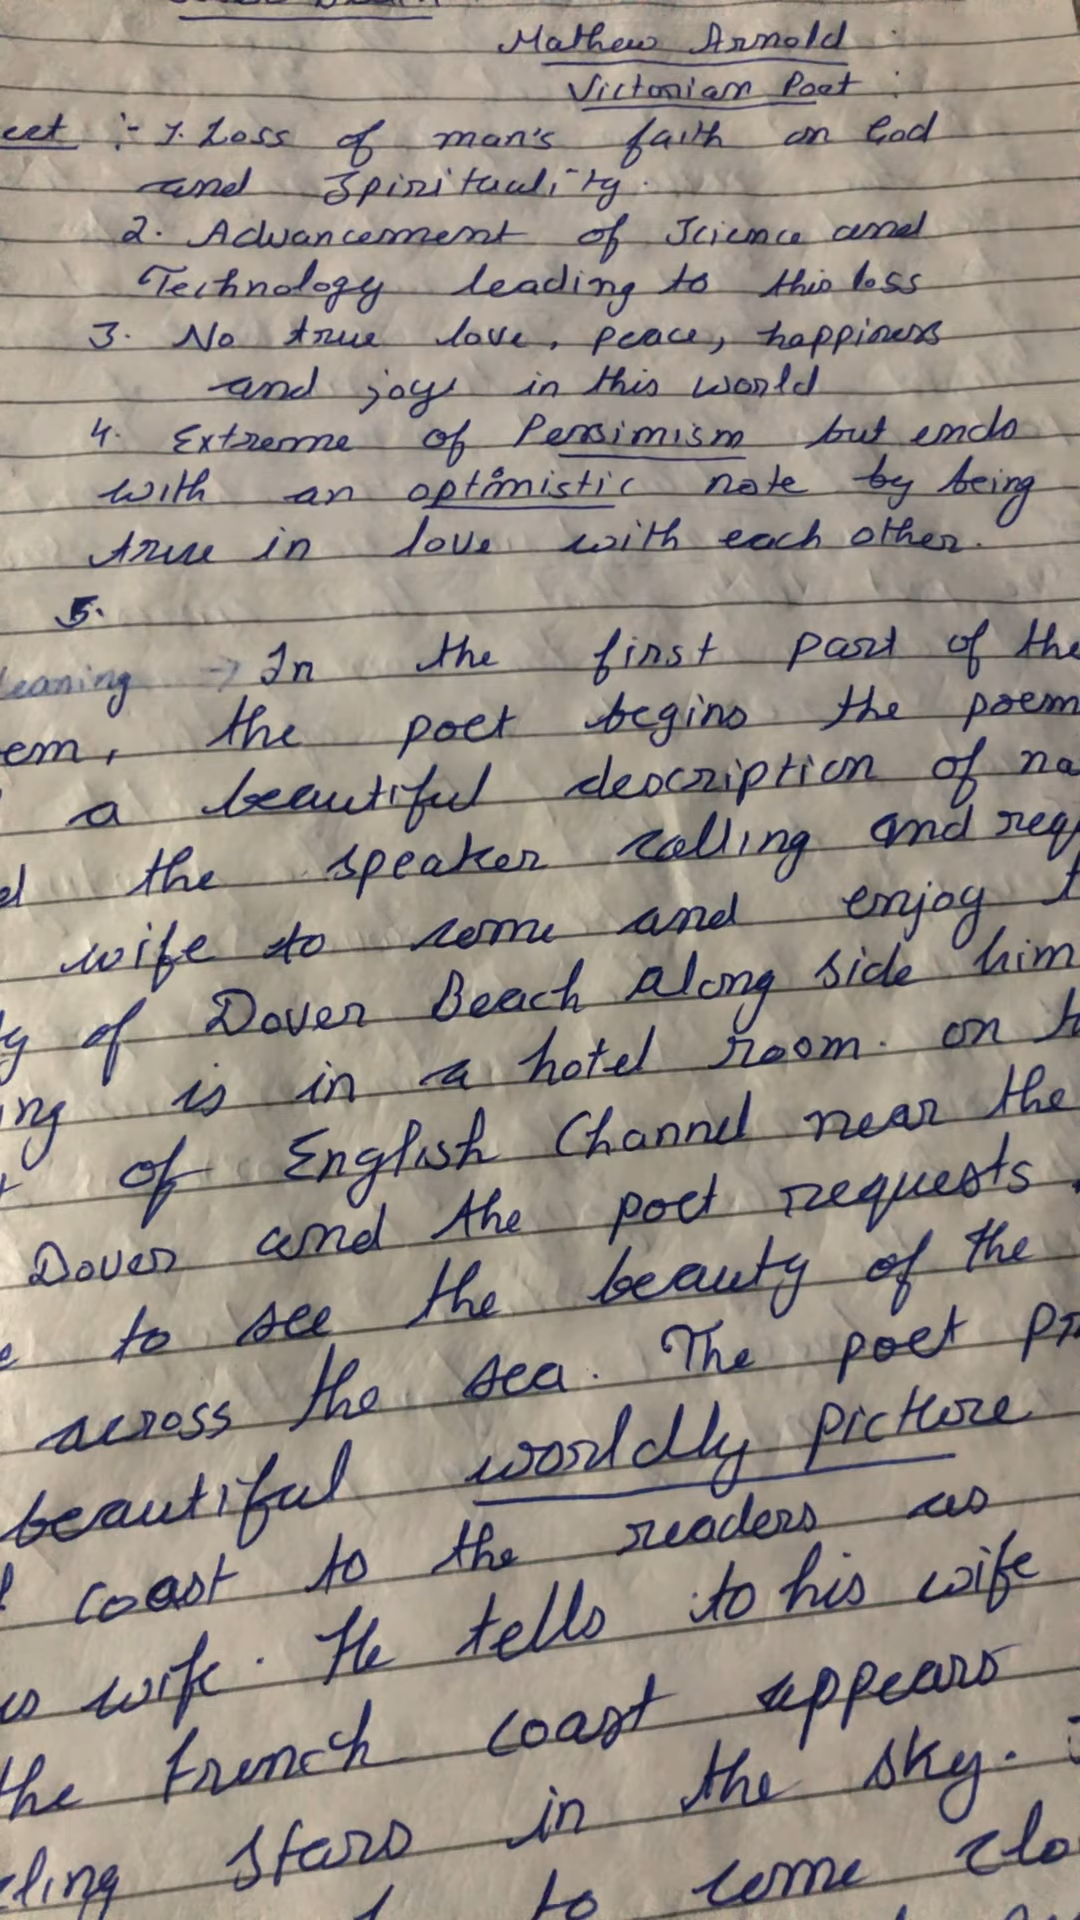 Mathew Arnold
Victorian Poet :
ect :- 1. Loss of man's faith on God
and Spirituality.
2. Advancement of Science and
Technology leading to this loss
3. No true love, peace, happiness
and joys in this world
4. Extreme of Pessimism but ends
with an optimistic note by being
true in love with each other.
5.
leaning → In the first part of the
em, the poet begins the poem
a beautiful description of na
d the speaker calling and req
wife to come and enjoy t
y of Dover Beach along side him
ing is in a hotel room. on t
t of English Channel near the
Dover and the poet requests
e to see the beauty of the
across the sea. The poet pr
beautiful worldly picture
coast to the readers as
is wife. He tells to his wife
the french coast appears
cling stars in the sky.
to come clo